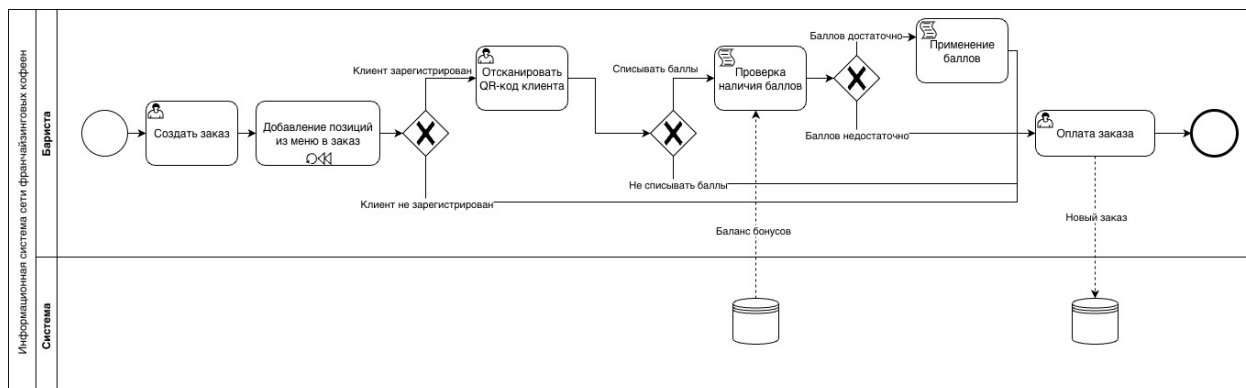 Информационная система сети франчайзинговых кофеен
Бариста
Создать заказ
Добавление позиций
из меню в заказ
Клиент зарегистрирован
Клиент не зарегистрирован
Отсканировать
QR-код клиента
Списывать баллы
Не списывать баллы
Проверка
наличия баллов
Баллов достаточно
Баллов недостаточно
Применение
баллов
Оплата заказа
Баланс бонусов
Новый заказ
Система